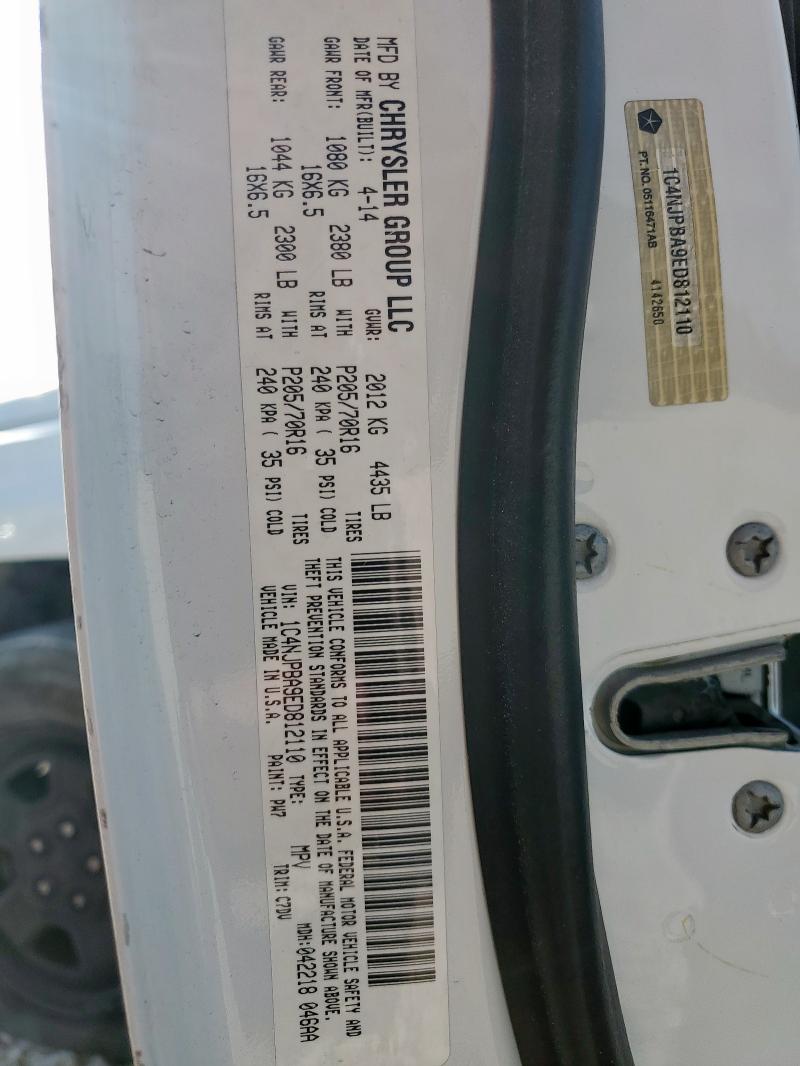 MFD BY CHRYSLER GROUP LLC
DATE OF MFR(BUILT): 4-14 GVWR: 2012 KG 4435 LB
GAWR FRONT: 1080 KG 2380 LB WITH P205/70R16 TIRES
16X6.5 RIMS AT 240 KPA ( 35 PSI) COLD
GAWR REAR: 1044 KG 2300 LB WITH P205/70R16 TIRES
16X6.5 RIMS AT 240 KPA ( 35 PSI) COLD
THIS VEHICLE CONFORMS TO ALL APPLICABLE U.S.A. FEDERAL MOTOR VEHICLE SAFETY AND
THEFT PREVENTION STANDARDS IN EFFECT ON THE DATE OF MANUFACTURE SHOWN ABOVE.
VIN: 1C4NJPBA9ED812110 TYPE: MPV MDH:042218 046AA
VEHICLE MADE IN U.S.A. PAINT: PW7 TRIM: C7DV
1C4NJPBA9ED812110
PT. NO. 05116471AB 4142650